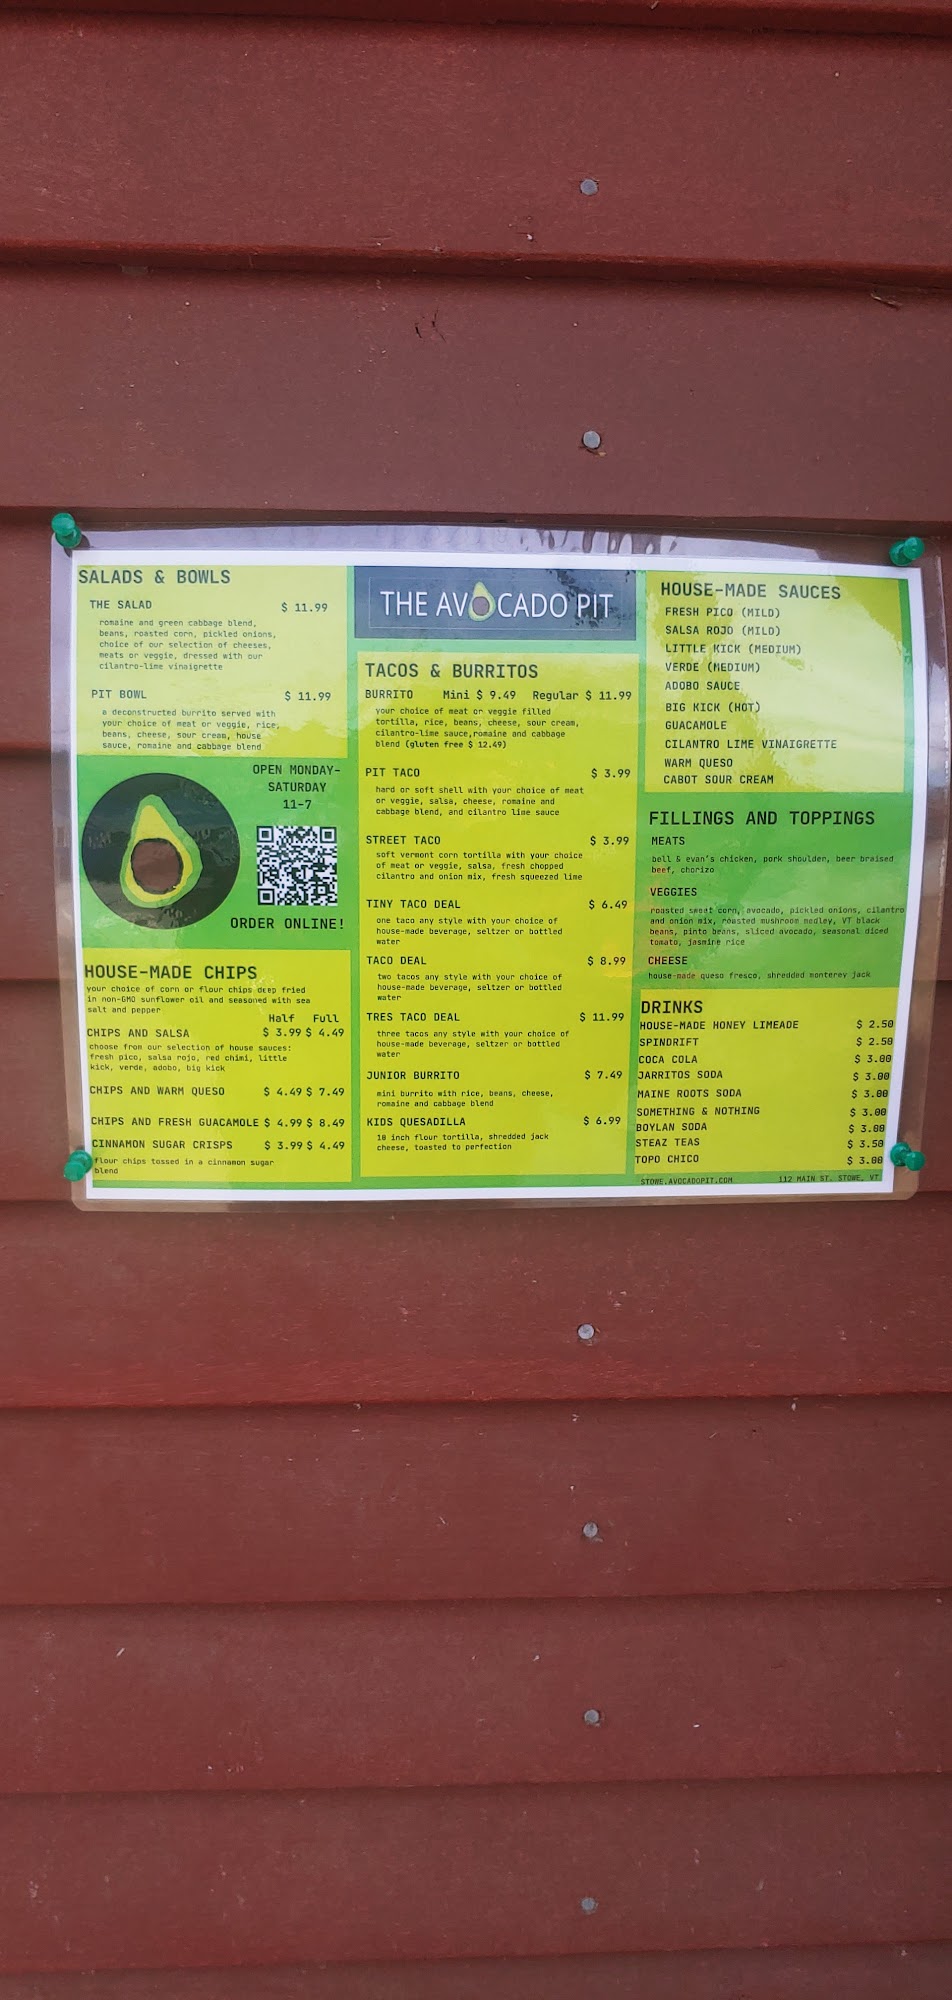 SALADS & BOWLS
THE SALAD $ 11.99
romaine and green cabbage blend,
beans, roasted corn, pickled onions,
choice of our selection of cheeses,
meats or veggie, dressed with our
cilantro-lime vinaigrette
PIT BOWL $ 11.99
a deconstructed burrito served with
your choice of meat or veggie, rice,
beans, cheese, sour cream, house
sauce, romaine and cabbage blend
OPEN MONDAY-
SATURDAY
11-7
ORDER ONLINE!
HOUSE-MADE CHIPS
your choice of corn or flour chips deep fried
in non-GMO sunflower oil and seasoned with sea
salt and pepper
Half Full
CHIPS AND SALSA $ 3.99 $ 4.49
choose from our selection of house sauces:
fresh pico, salsa rojo, red chimi, little
kick, verde, adobo, big kick
CHIPS AND WARM QUESO $ 4.49 $ 7.49
CHIPS AND FRESH GUACAMOLE $ 4.99 $ 8.49
CINNAMON SUGAR CRISPS $ 3.99 $ 4.49
flour chips tossed in a cinnamon sugar
blend
THE AVOCADO PIT
TACOS & BURRITOS
BURRITO Mini $ 9.49 Regular $ 11.99
your choice of meat or veggie filled
tortilla, rice, beans, cheese, sour cream,
cilantro-lime sauce,romaine and cabbage
blend (gluten free $ 12.49)
PIT TACO $ 3.99
hard or soft shell with your choice of meat
or veggie, salsa, cheese, romaine and
cabbage blend, and cilantro lime sauce
STREET TACO $ 3.99
soft vermont corn tortilla with your choice
of meat or veggie, salsa, fresh chopped
cilantro and onion mix, fresh squeezed lime
TINY TACO DEAL $ 6.49
one taco any style with your choice of
house-made beverage, seltzer or bottled
water
TACO DEAL $ 8.99
two tacos any style with your choice of
house-made beverage, seltzer or bottled
water
TRES TACO DEAL $ 11.99
three tacos any style with your choice of
house-made beverage, seltzer or bottled
water
JUNIOR BURRITO $ 7.49
mini burrito with rice, beans, cheese,
romaine and cabbage blend
KIDS QUESADILLA $ 6.99
10 inch flour tortilla, shredded jack
cheese, toasted to perfection
HOUSE-MADE SAUCES
FRESH PICO (MILD)
SALSA ROJO (MILD)
LITTLE KICK (MEDIUM)
VERDE (MEDIUM)
ADOBO SAUCE
BIG KICK (HOT)
GUACAMOLE
CILANTRO LIME VINAIGRETTE
WARM QUESO
CABOT SOUR CREAM
FILLINGS AND TOPPINGS
MEATS
bell & evan's chicken, pork shoulder, beer braised
beef, chorizo
VEGGIES
roasted sweet corn, avocado, pickled onions, cilantro
and onion mix, roasted mushroom medley, VT black
beans, pinto beans, sliced avocado, seasonal diced
tomato, jasmine rice
CHEESE
house-made queso fresco, shredded monterey jack
DRINKS
HOUSE-MADE HONEY LIMEADE $ 2.50
SPINDRIFT $ 2.50
COCA COLA $ 3.00
JARRITOS SODA $ 3.00
MAINE ROOTS SODA $ 3.00
SOMETHING & NOTHING $ 3.00
BOYLAN SODA $ 3.00
STEAZ TEAS $ 3.50
TOPO CHICO $ 3.00
STOWE.AVOCADOPIT.COM 112 MAIN ST. STOWE, VT